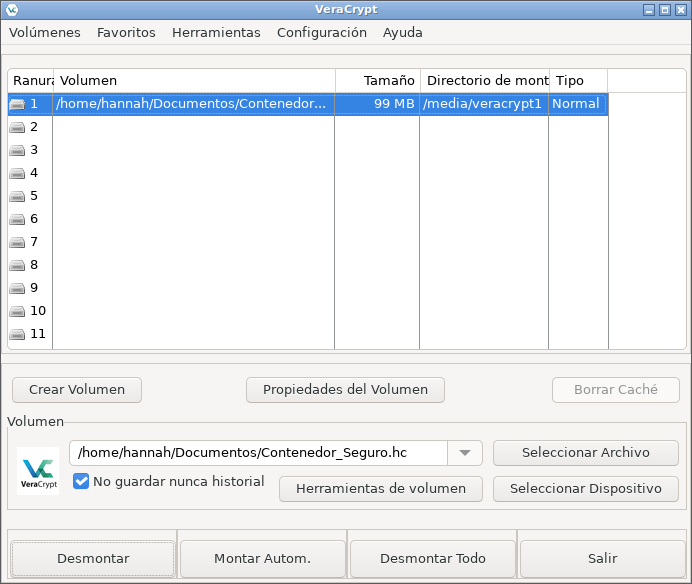 VeraCrypt
Volúmenes Favoritos Herramientas Configuración Ayuda
Ranura Volumen Tamaño Directorio de mont Tipo
1 /home/hannah/Documentos/Contenedor... 99 MB /media/veracrypt1 Normal
2
3
4
5
6
7
8
9
10
11
Crear Volumen Propiedades del Volumen Borrar Caché
Volumen
/home/hannah/Documentos/Contenedor_Seguro.hc Seleccionar Archivo
VeraCrypt
No guardar nunca historial Herramientas de volumen Seleccionar Dispositivo
Desmontar Montar Autom. Desmontar Todo Salir